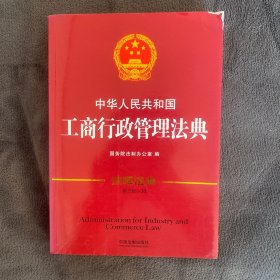 中华人民共和国
工商行政管理法典
国务院法制办公室 编
Administration for Industry and
Commerce Law
中国法制出版社